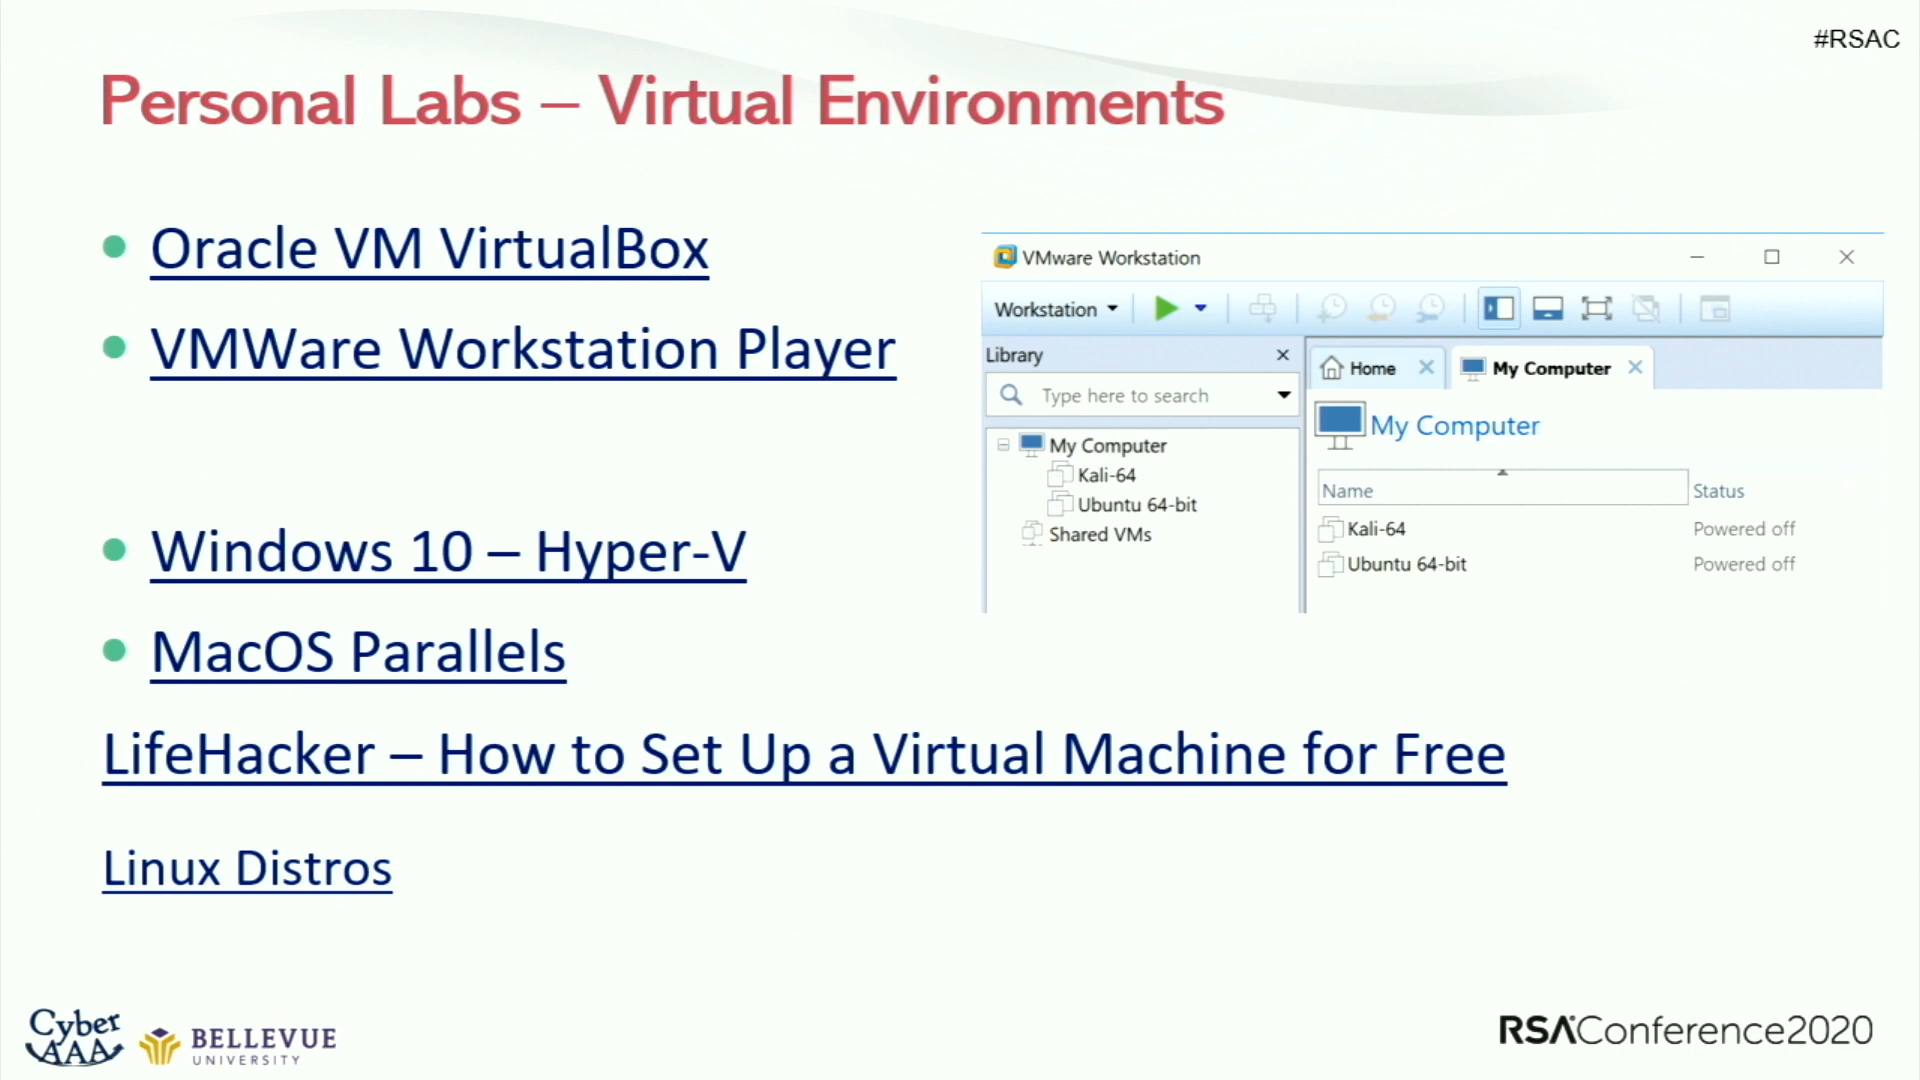 #RSAC
Personal Labs – Virtual Environments
Oracle VM VirtualBox
VMWare Workstation Player
Windows 10 – Hyper-V
MacOS Parallels
LifeHacker – How to Set Up a Virtual Machine for Free
Linux Distros
VMware Workstation
Workstation
Library
Type here to search
My Computer
Kali-64
Ubuntu 64-bit
Shared VMs
Home
My Computer
My Computer
Name Status
Kali-64 Powered off
Ubuntu 64-bit Powered off
Cyber
AAA
BELLEVUE
UNIVERSITY
RSAConference2020